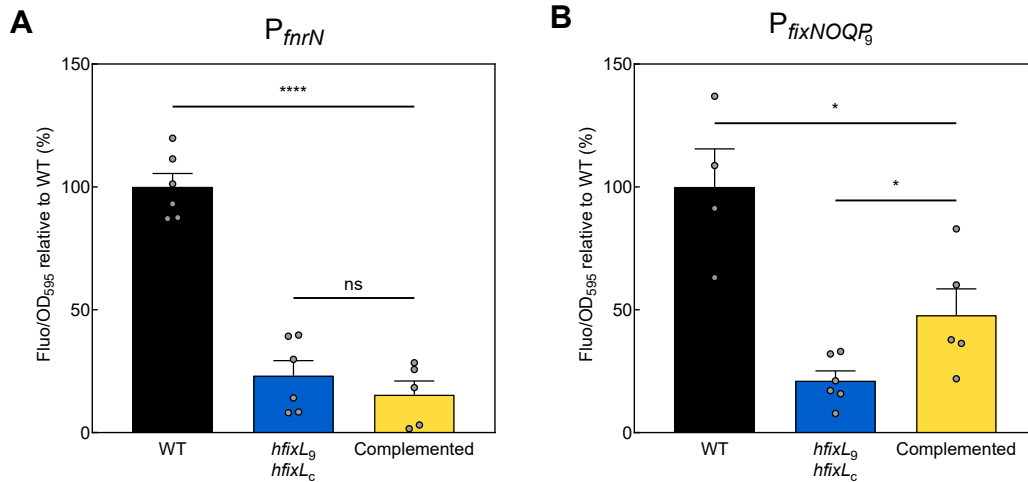 A
P_fnrN
Fluo/OD595 relative to WT (%)
150
100
50
0
****
ns
WT
hfixL9
hfixLc
Complemented
B
P_fixNOQP9
Fluo/OD595 relative to WT (%)
150
100
50
0
*
*
WT
hfixL9
hfixLc
Complemented